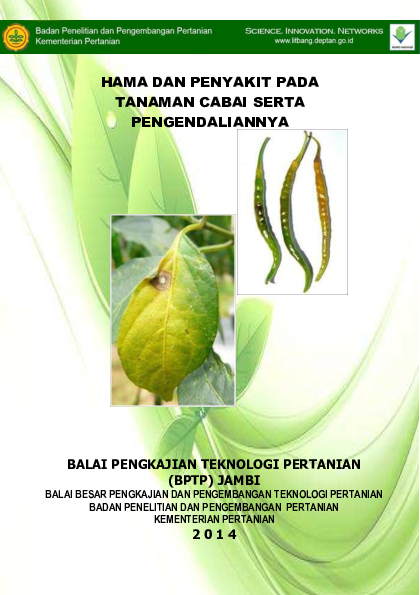 Badan Penelitian dan Pengembangan Pertanian
Kementerian Pertanian
SCIENCE. INNOVATION. NETWORKS
www.litbang.deptan.go.id
HAMA DAN PENYAKIT PADA
TANAMAN CABAI SERTA
PENGENDALIANNYA
BALAI PENGKAJIAN TEKNOLOGI PERTANIAN
(BPTP) JAMBI
BALAI BESAR PENGKAJIAN DAN PENGEMBANGAN TEKNOLOGI PERTANIAN
BADAN PENELITIAN DAN PENGEMBANGAN PERTANIAN
KEMENTERIAN PERTANIAN
2 0 1 4